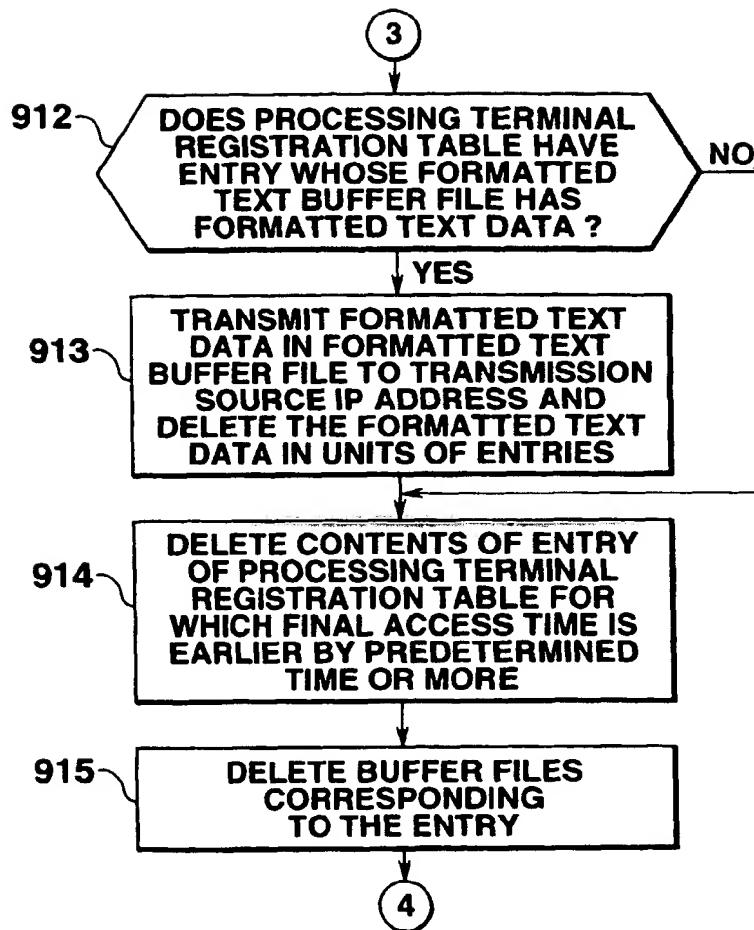 3
912
DOES PROCESSING TERMINAL
REGISTRATION TABLE HAVE
ENTRY WHOSE FORMATTED
TEXT BUFFER FILE HAS
FORMATTED TEXT DATA ?
NO
YES
913
TRANSMIT FORMATTED TEXT
DATA IN FORMATTED TEXT
BUFFER FILE TO TRANSMISSION
SOURCE IP ADDRESS AND
DELETE THE FORMATTED TEXT
DATA IN UNITS OF ENTRIES
914
DELETE CONTENTS OF ENTRY
OF PROCESSING TERMINAL
REGISTRATION TABLE FOR
WHICH FINAL ACCESS TIME IS
EARLIER BY PREDETERMINED
TIME OR MORE
915
DELETE BUFFER FILES
CORRESPONDING
TO THE ENTRY
4